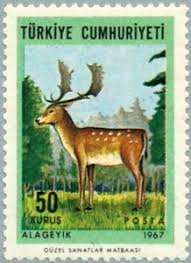 TÜRKİYE CUMHURİYETİ
50
KURUŞ
POSTA
ALAGEYİK 1967
GÜZEL SANATLAR MATBAASI